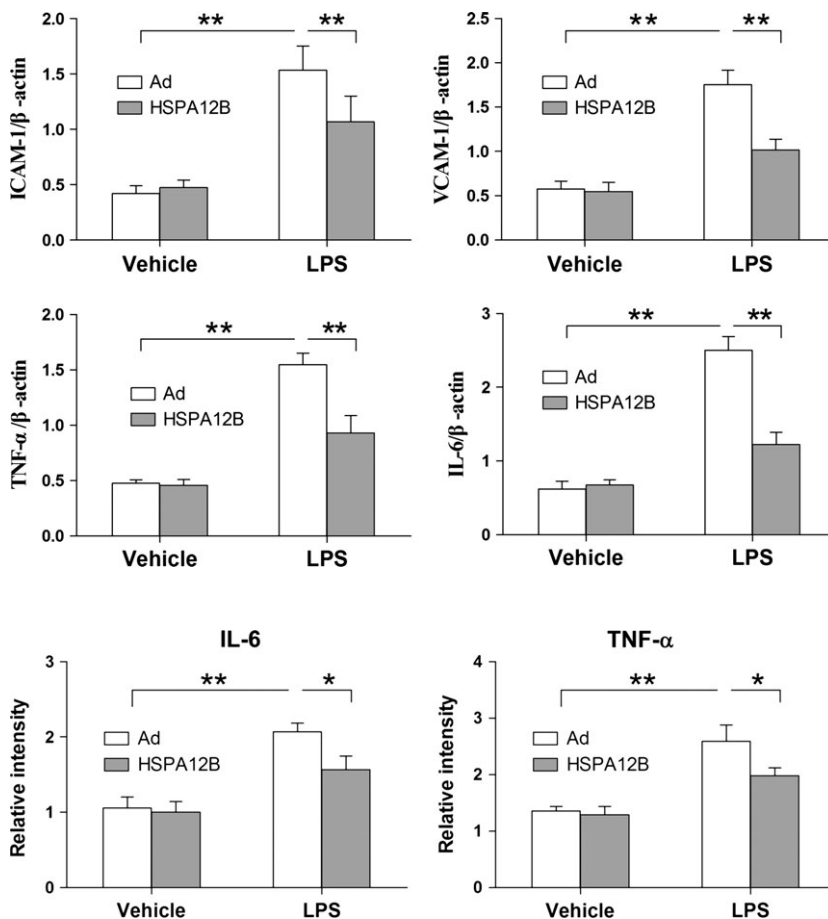 ** **
ICAM-1/β -actin
2.0
1.5
1.0
0.5
0.0
Ad
HSPA12B
Vehicle LPS
** **
VCAM-1/β -actin
2.5
2.0
1.5
1.0
0.5
0.0
Ad
HSPA12B
Vehicle LPS
** **
TNF-α /β -actin
2.0
1.5
1.0
0.5
0.0
Ad
HSPA12B
Vehicle LPS
** **
IL-6/β -actin
3
2
1
0
Ad
HSPA12B
Vehicle LPS
IL-6
** *
Relative intensity
3
2
1
0
Ad
HSPA12B
Vehicle LPS
TNF-α
** *
Relative intensity
4
3
2
1
0
Ad
HSPA12B
Vehicle LPS